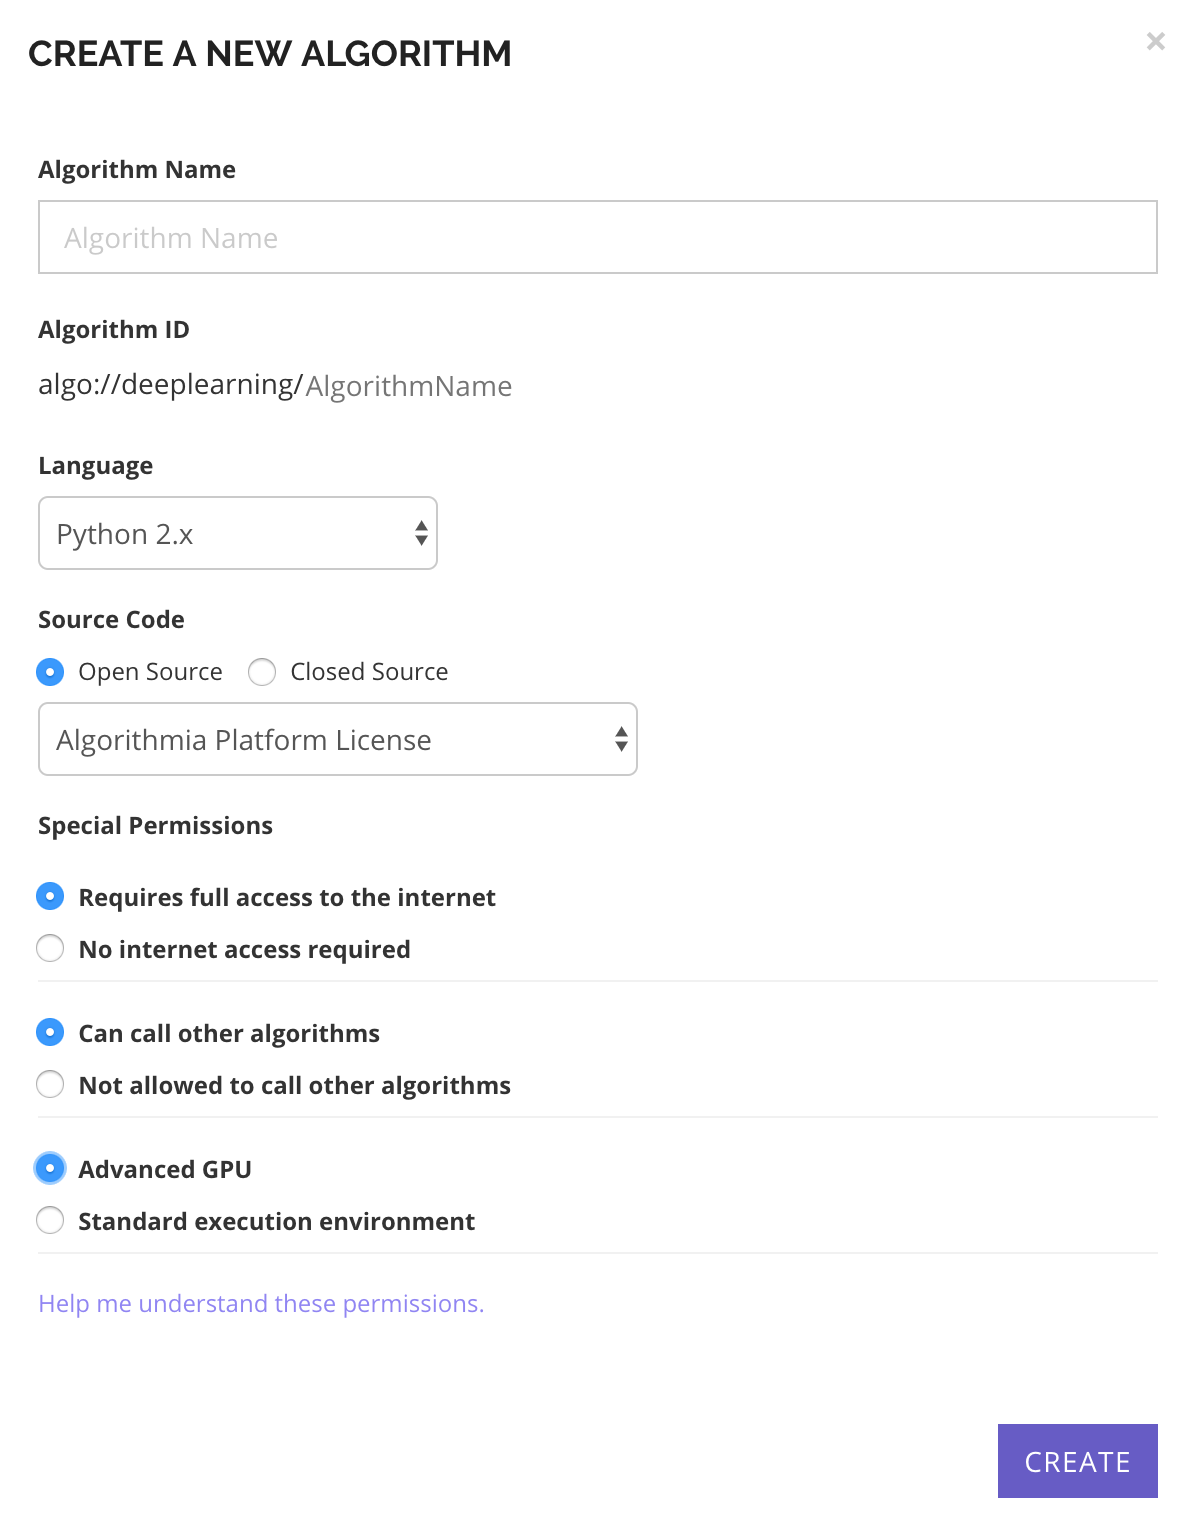 CREATE A NEW ALGORITHM ×
Algorithm Name
Algorithm Name
Algorithm ID
algo://deeplearning/AlgorithmName
Language
Python 2.x
Source Code
Open Source Closed Source
Algorithmia Platform License
Special Permissions
Requires full access to the internet
No internet access required
Can call other algorithms
Not allowed to call other algorithms
Advanced GPU
Standard execution environment
Help me understand these permissions.
CREATE